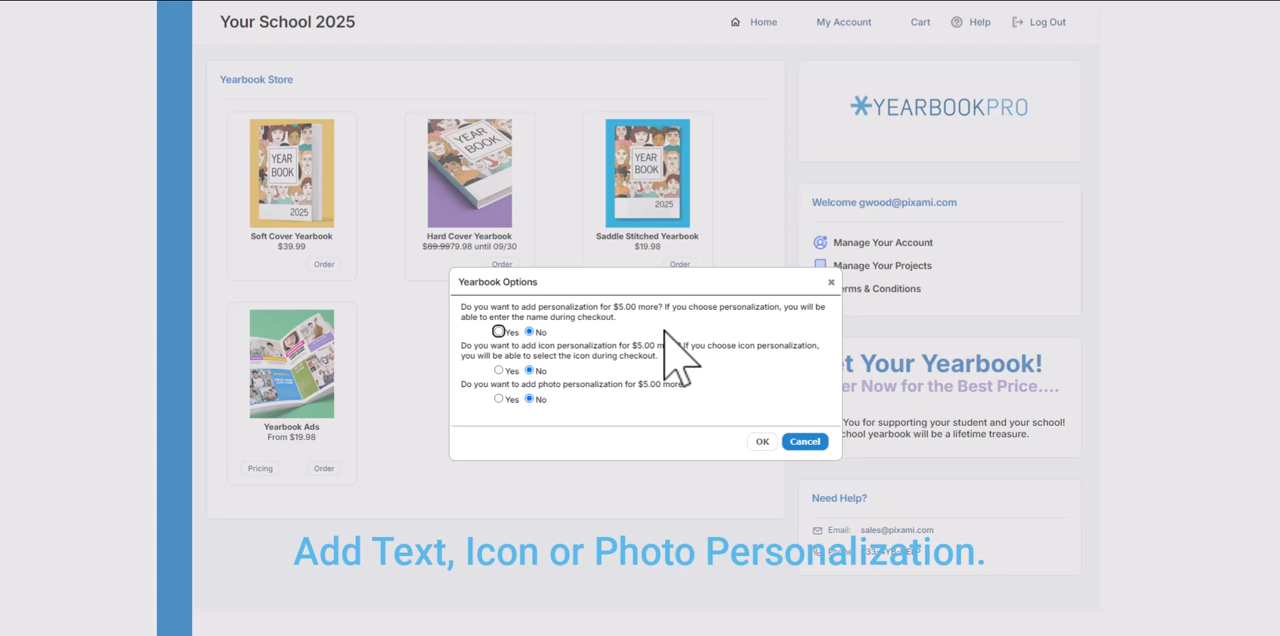 Your School 2025
Home
My Account
Cart
Help
Log Out
Yearbook Store
YEAR
BOOK
2025
Soft Cover Yearbook
$39.99
Order
YEAR
BOOK
Hard Cover Yearbook
$89.9979.98 until 09/30
Order
YEAR
BOOK
2025
Saddle Stitched Yearbook
$19.98
Order
Yearbook Ads
From $19.98
Pricing
Order
YEARBOOKPRO
Welcome gwood@pixami.com
Manage Your Account
Manage Your Projects
rms & Conditions
Yearbook Options
Do you want to add personalization for $5.00 more? If you choose personalization, you will be
able to enter the name during checkout.
Yes No
Do you want to add icon personalization for $5.00 m ? If you choose icon personalization,
you will be able to select the icon during checkout.
Yes No
Do you want to add photo personalization for $5.00 more
Yes No
OK
Cancel
t Your Yearbook!
er Now for the Best Price....
You for supporting your student and your school!
chool yearbook will be a lifetime treasure.
Need Help?
Email: sales@pixami.com
Add Text, Icon or Photo Personalization.